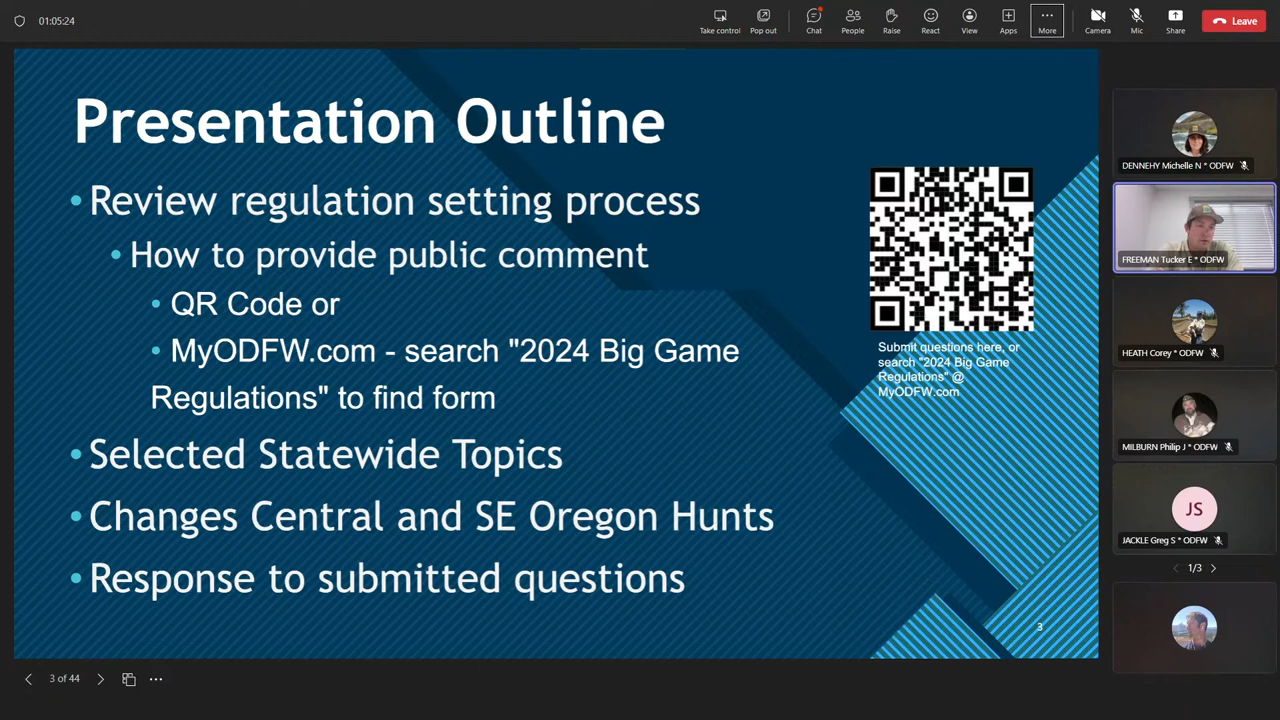 01:05:24
Take control
Pop out
Chat
People
Raise
React
View
Apps
More
Camera
Mic
Share
Leave
Presentation Outline
• Review regulation setting process
• How to provide public comment
• QR Code or
• MyODFW.com - search "2024 Big Game
Regulations" to find form
• Selected Statewide Topics
• Changes Central and SE Oregon Hunts
• Response to submitted questions
Submit questions here, or
search "2024 Big Game
Regulations" @
MyODFW.com
3
DENNEHY Michelle N * ODFW
FREEMAN Tucker E * ODFW
HEATH Corey * ODFW
MILBURN Philip J * ODFW
JS
JACKLE Greg S * ODFW
1/3
3 of 44